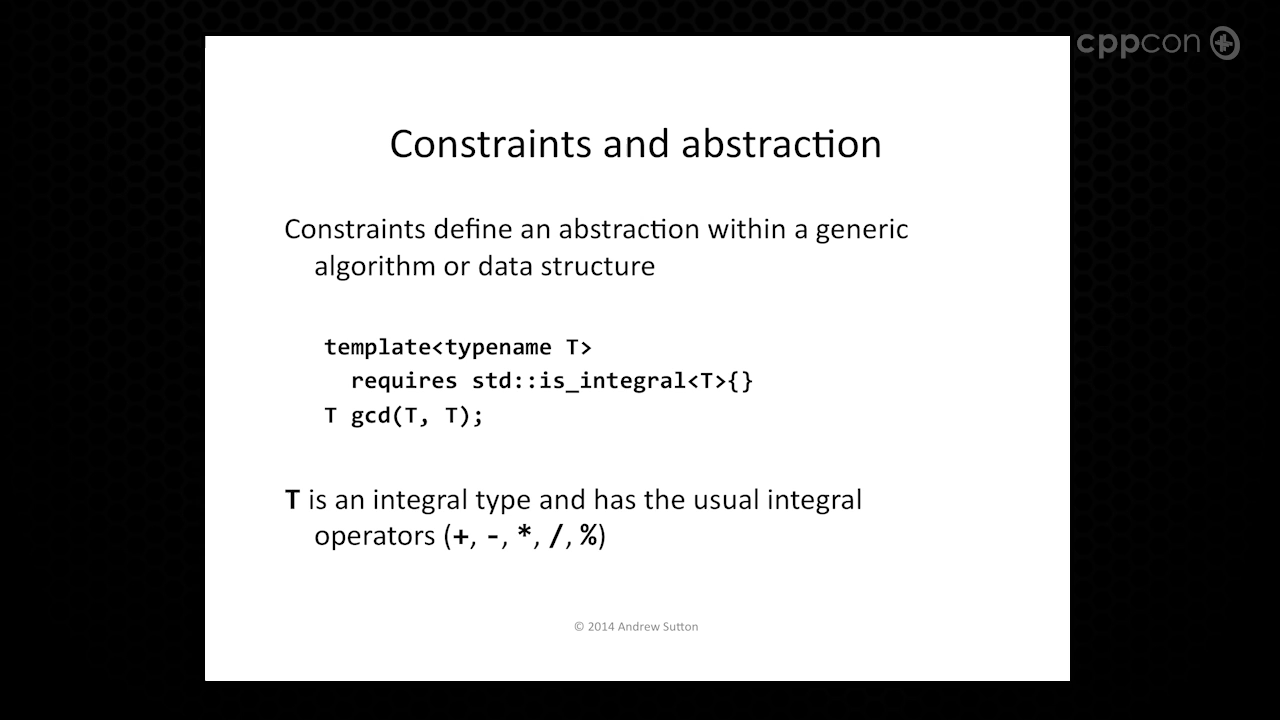 cppcon
Constraints and abstraction
Constraints define an abstraction within a generic
algorithm or data structure
template<typename T>
requires std::is_integral<T>{}
T gcd(T, T);
T is an integral type and has the usual integral
operators (+, -, *, /, %)
© 2014 Andrew Sutton